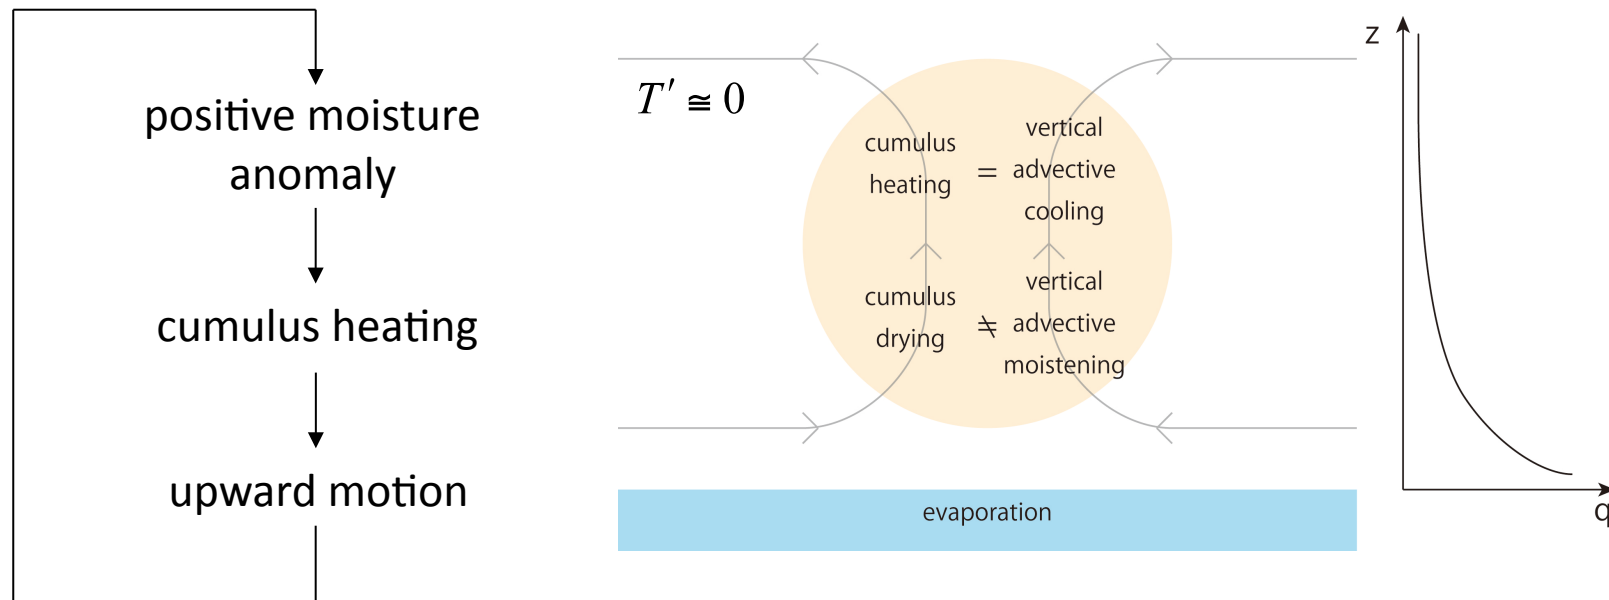 positive moisture
anomaly
cumulus heating
upward motion
T′ ≅ 0
cumulus
heating
=
vertical
advective
cooling
cumulus
drying
≠
vertical
advective
moistening
evaporation
z
q